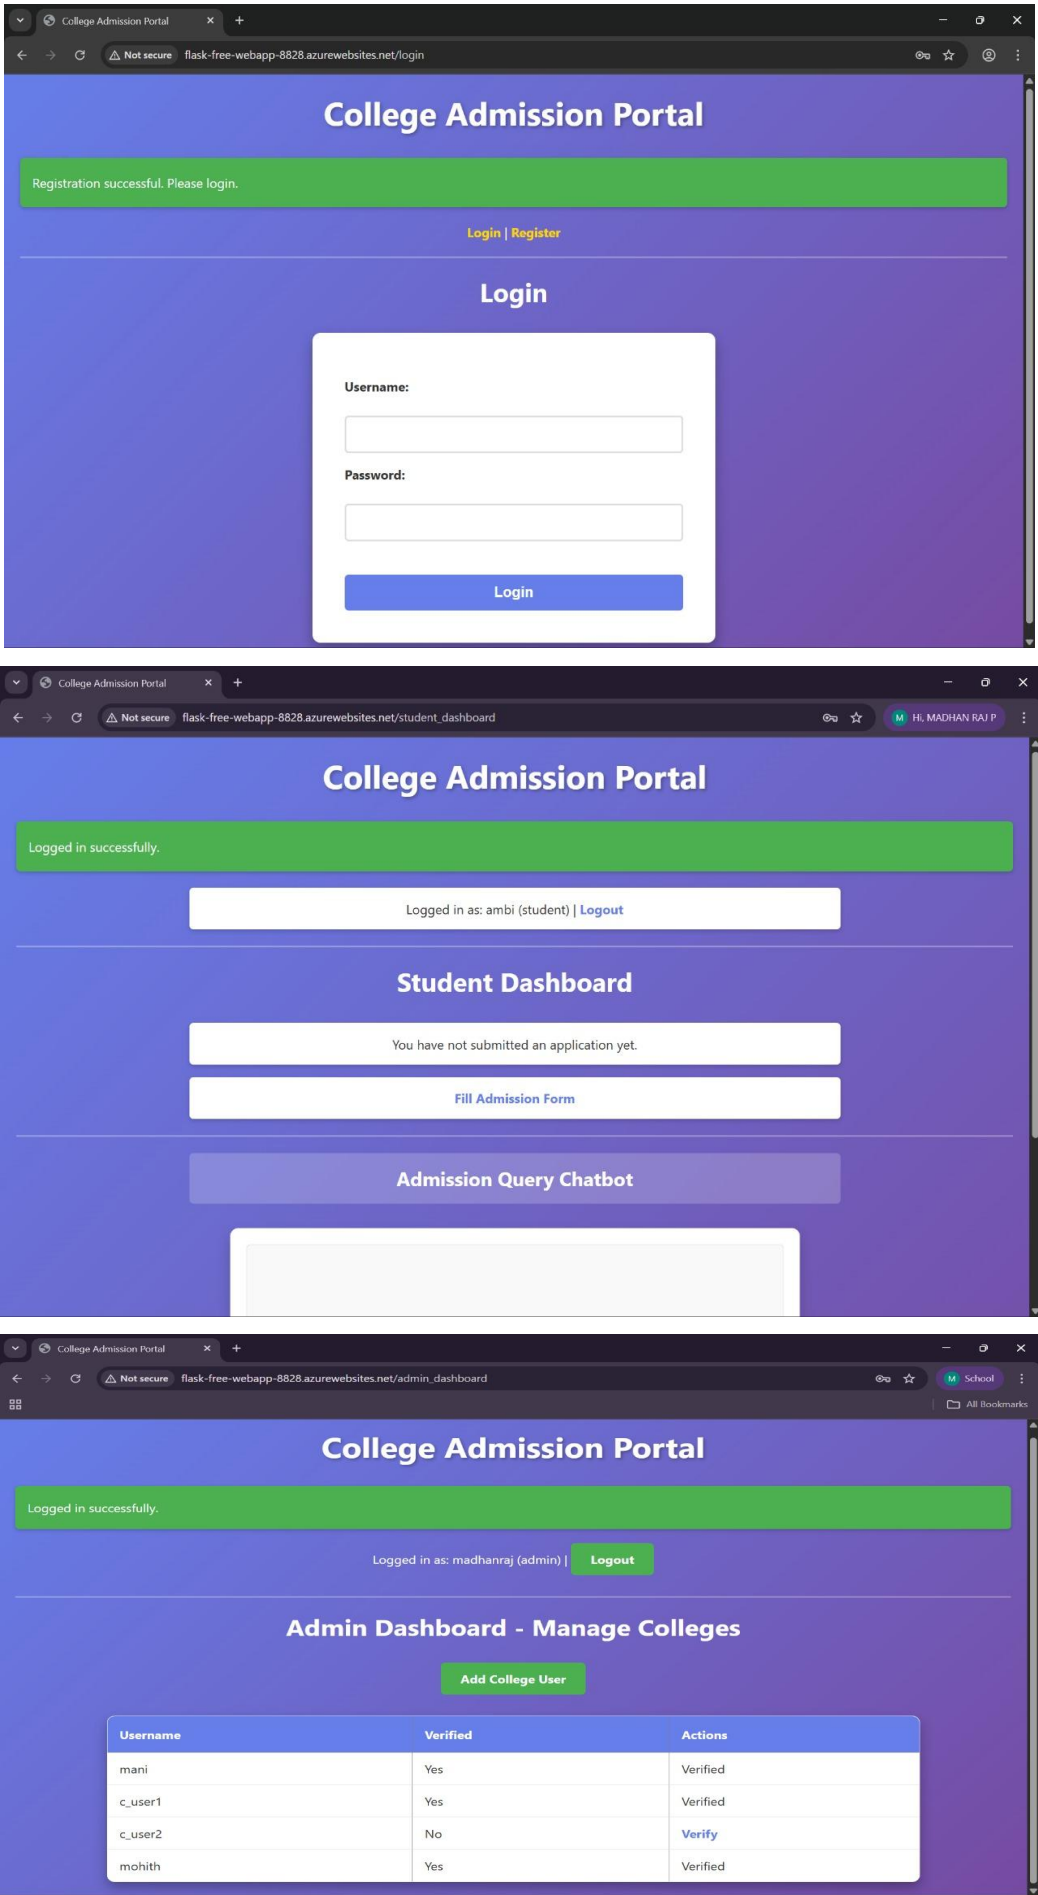 College Admission Portal
Not secure flask-free-webapp-8828.azurewebsites.net/login
College Admission Portal
Registration successful. Please login.
Login | Register
Login
Username:
Password:
Login
College Admission Portal
Not secure flask-free-webapp-8828.azurewebsites.net/student_dashboard M Hi, MADHAN RAJ P
College Admission Portal
Logged in successfully.
Logged in as: ambi (student) | Logout
Student Dashboard
You have not submitted an application yet.
Fill Admission Form
Admission Query Chatbot
College Admission Portal
Not secure flask-free-webapp-8828.azurewebsites.net/admin_dashboard M School
All Bookmarks
College Admission Portal
Logged in successfully.
Logged in as: madhanraj (admin) | Logout
Admin Dashboard - Manage Colleges
Add College User
Username Verified Actions
mani Yes Verified
c_user1 Yes Verified
c_user2 No Verify
mohith Yes Verified